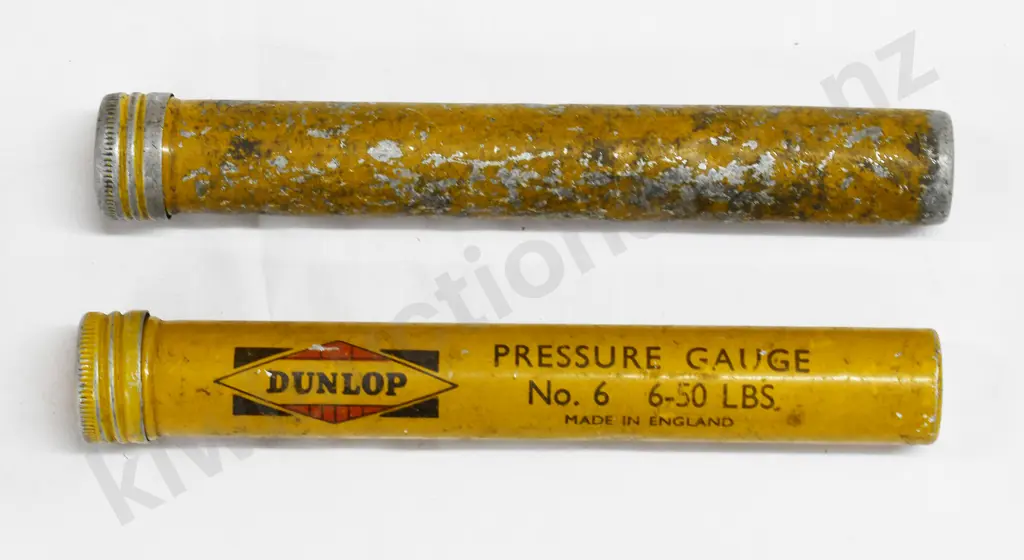 DUNLOP
PRESSURE GAUGE
No. 6 6-50 LBS.
MADE IN ENGLAND